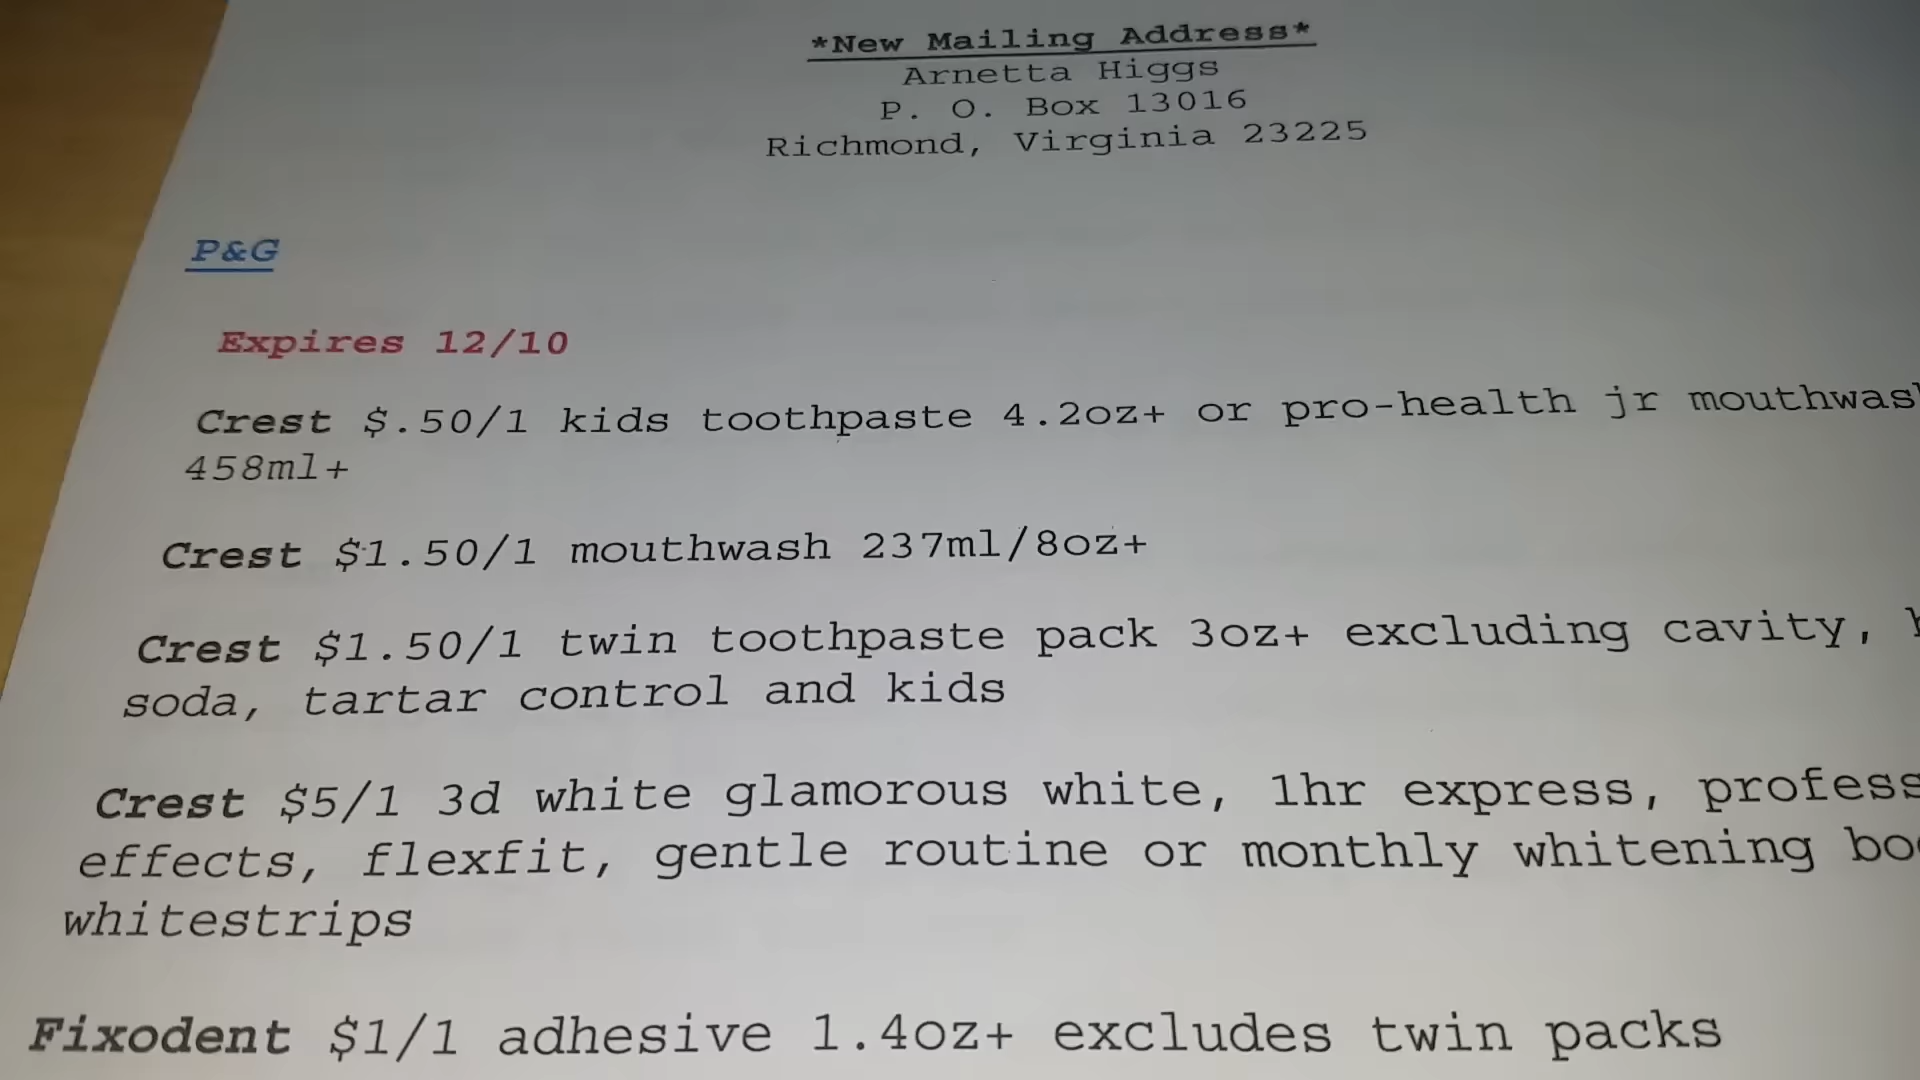 *New Mailing Address*
Arnetta Higgs
P. O. Box 13016
Richmond, Virginia 23225
P&G
Expires 12/10
Crest $.50/1 kids toothpaste 4.2oz+ or pro-health jr
458ml+
Crest $1.50/1 mouthwash 237ml/8oz+
Crest $1.50/1 twin toothpaste pack 3oz+ excluding cavity,
soda, tartar control and kids
Crest $5/1 3d white glamorous white, 1hr express,
effects, flexfit, gentle routine or monthly whitening
whitestrips
Fixodent $1/1 adhesive 1.4oz+ excludes twin packs